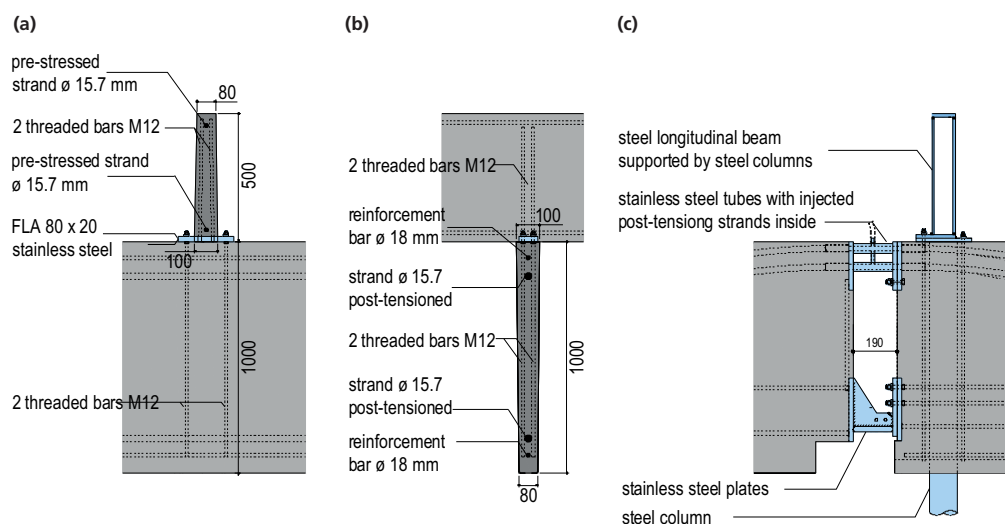 (a)
pre-stressed
strand ø 15.7 mm
2 threaded bars M12
pre-stressed strand
ø 15.7 mm
FLA 80 x 20
stainless steel
80
500
100
1000
2 threaded bars M12
(b)
2 threaded bars M12
reinforcement
bar ø 18 mm
100
strand ø 15.7
post-tensioned
2 threaded bars M12
1000
strand ø 15.7
post-tensioned
reinforcement
bar ø 18 mm
80
(c)
steel longitudinal beam
supported by steel columns
stainless steel tubes with injected
post-tensiong strands inside
190
stainless steel plates
steel column